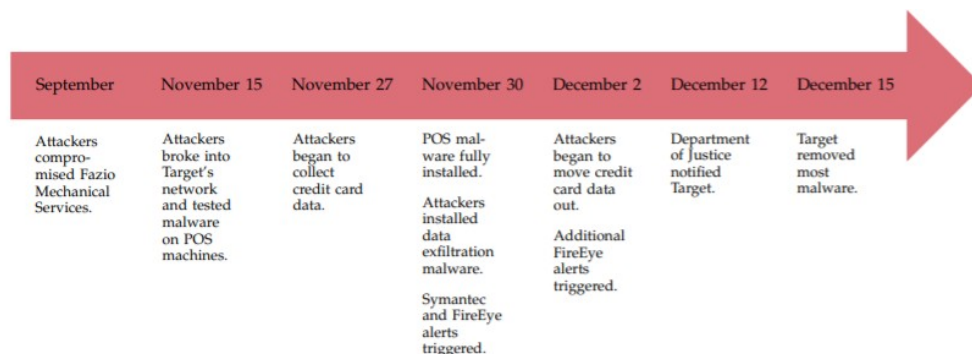 September
November 15
November 27
November 30
December 2
December 12
December 15
Attackers
compro-
mised Fazio
Mechanical
Services.
Attackers
broke into
Target's
network
and tested
malware
on POS
machines.
Attackers
began to
collect
credit card
data.
POS mal-
ware fully
installed.
Attackers
installed
data
exfiltration
malware.
Symantec
and FireEye
alerts
triggered.
Attackers
began to
move credit
card data
out.
Additional
FireEye
alerts
triggered.
Department
of Justice
notified
Target.
Target
removed
most
malware.